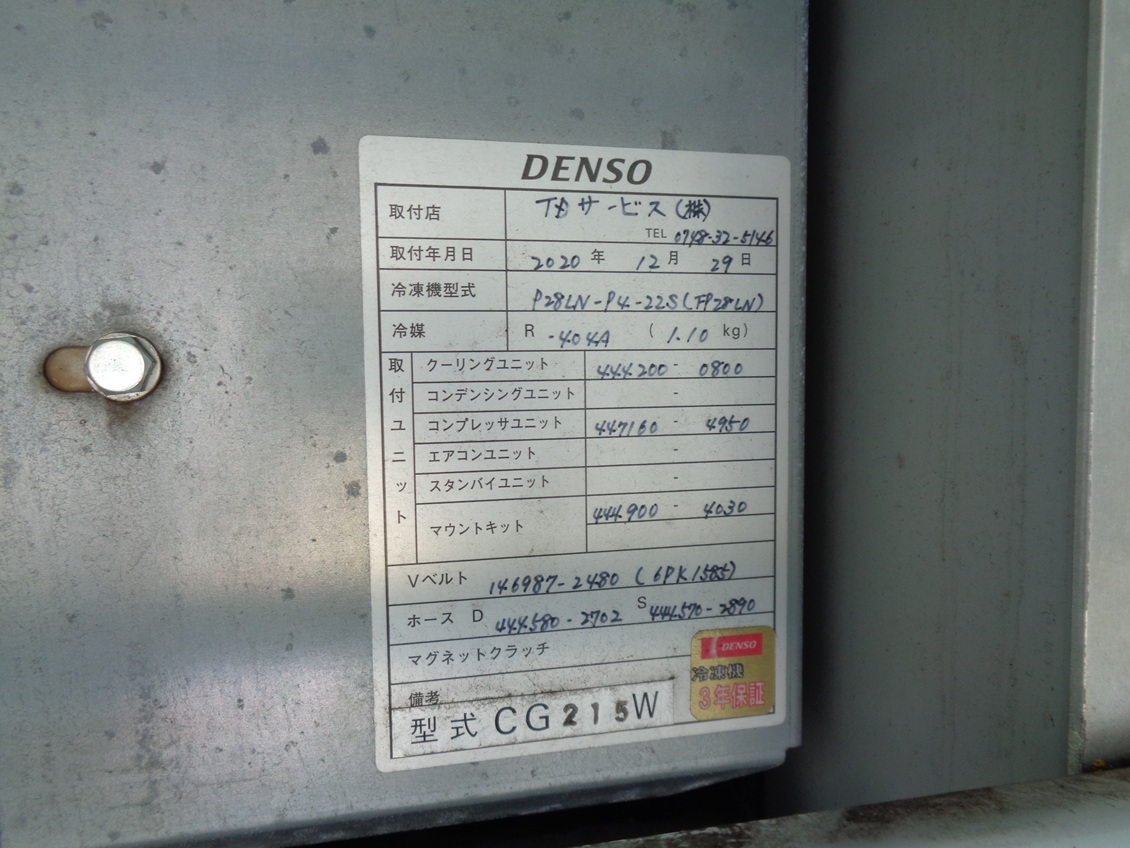 DENSO
取付店 TDサービス(株)
TEL 0748-32-5146
取付年月日 2020 年 12 月 29 日
冷凍機型式 P28LN-P4-22S(TP28LN)
冷媒 R -404A ( 1.10 kg)
取付ユニット
クーリングユニット 444200 - 0800
コンデンシングユニット -
コンプレッサユニット 447160 - 4950
エアコンユニット -
スタンバイユニット -
マウントキット 444900 - 4030
Vベルト 146987-2480 (6PK1585)
ホース D 444580-2702 S 444570-2890
マグネットクラッチ
備考
型式 CG215W
DENSO
冷凍機
3年保証